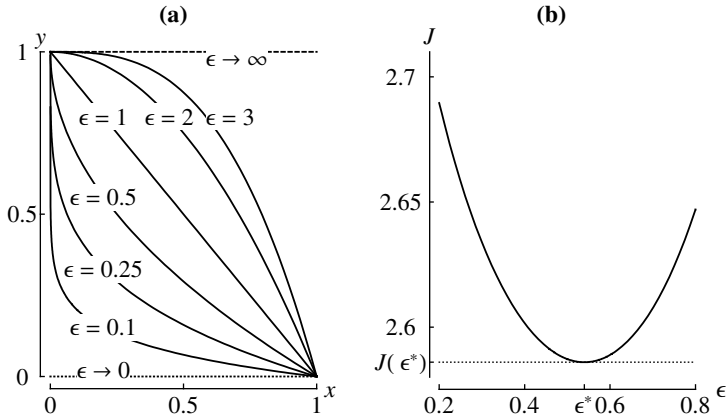 (a)
y
1
0.5
0
0
0.5
1
x
ϵ → ∞
ϵ = 1
ϵ = 2
ϵ = 3
ϵ = 0.5
ϵ = 0.25
ϵ = 0.1
ϵ → 0
(b)
J
2.7
2.65
2.6
J( ϵ*)
0.2
0.4
ϵ*
0.6
0.8
ϵ